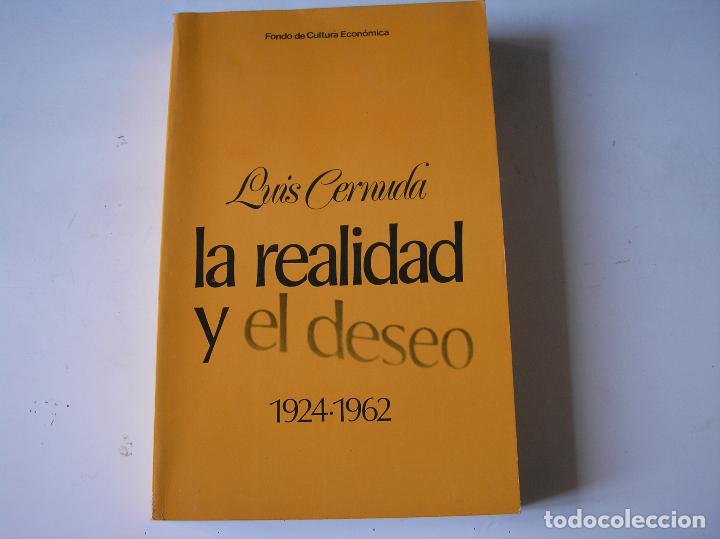 Fondo de Cultura Económica
Luis Cernuda
la realidad
y el deseo
1924·1962
todocoleccion